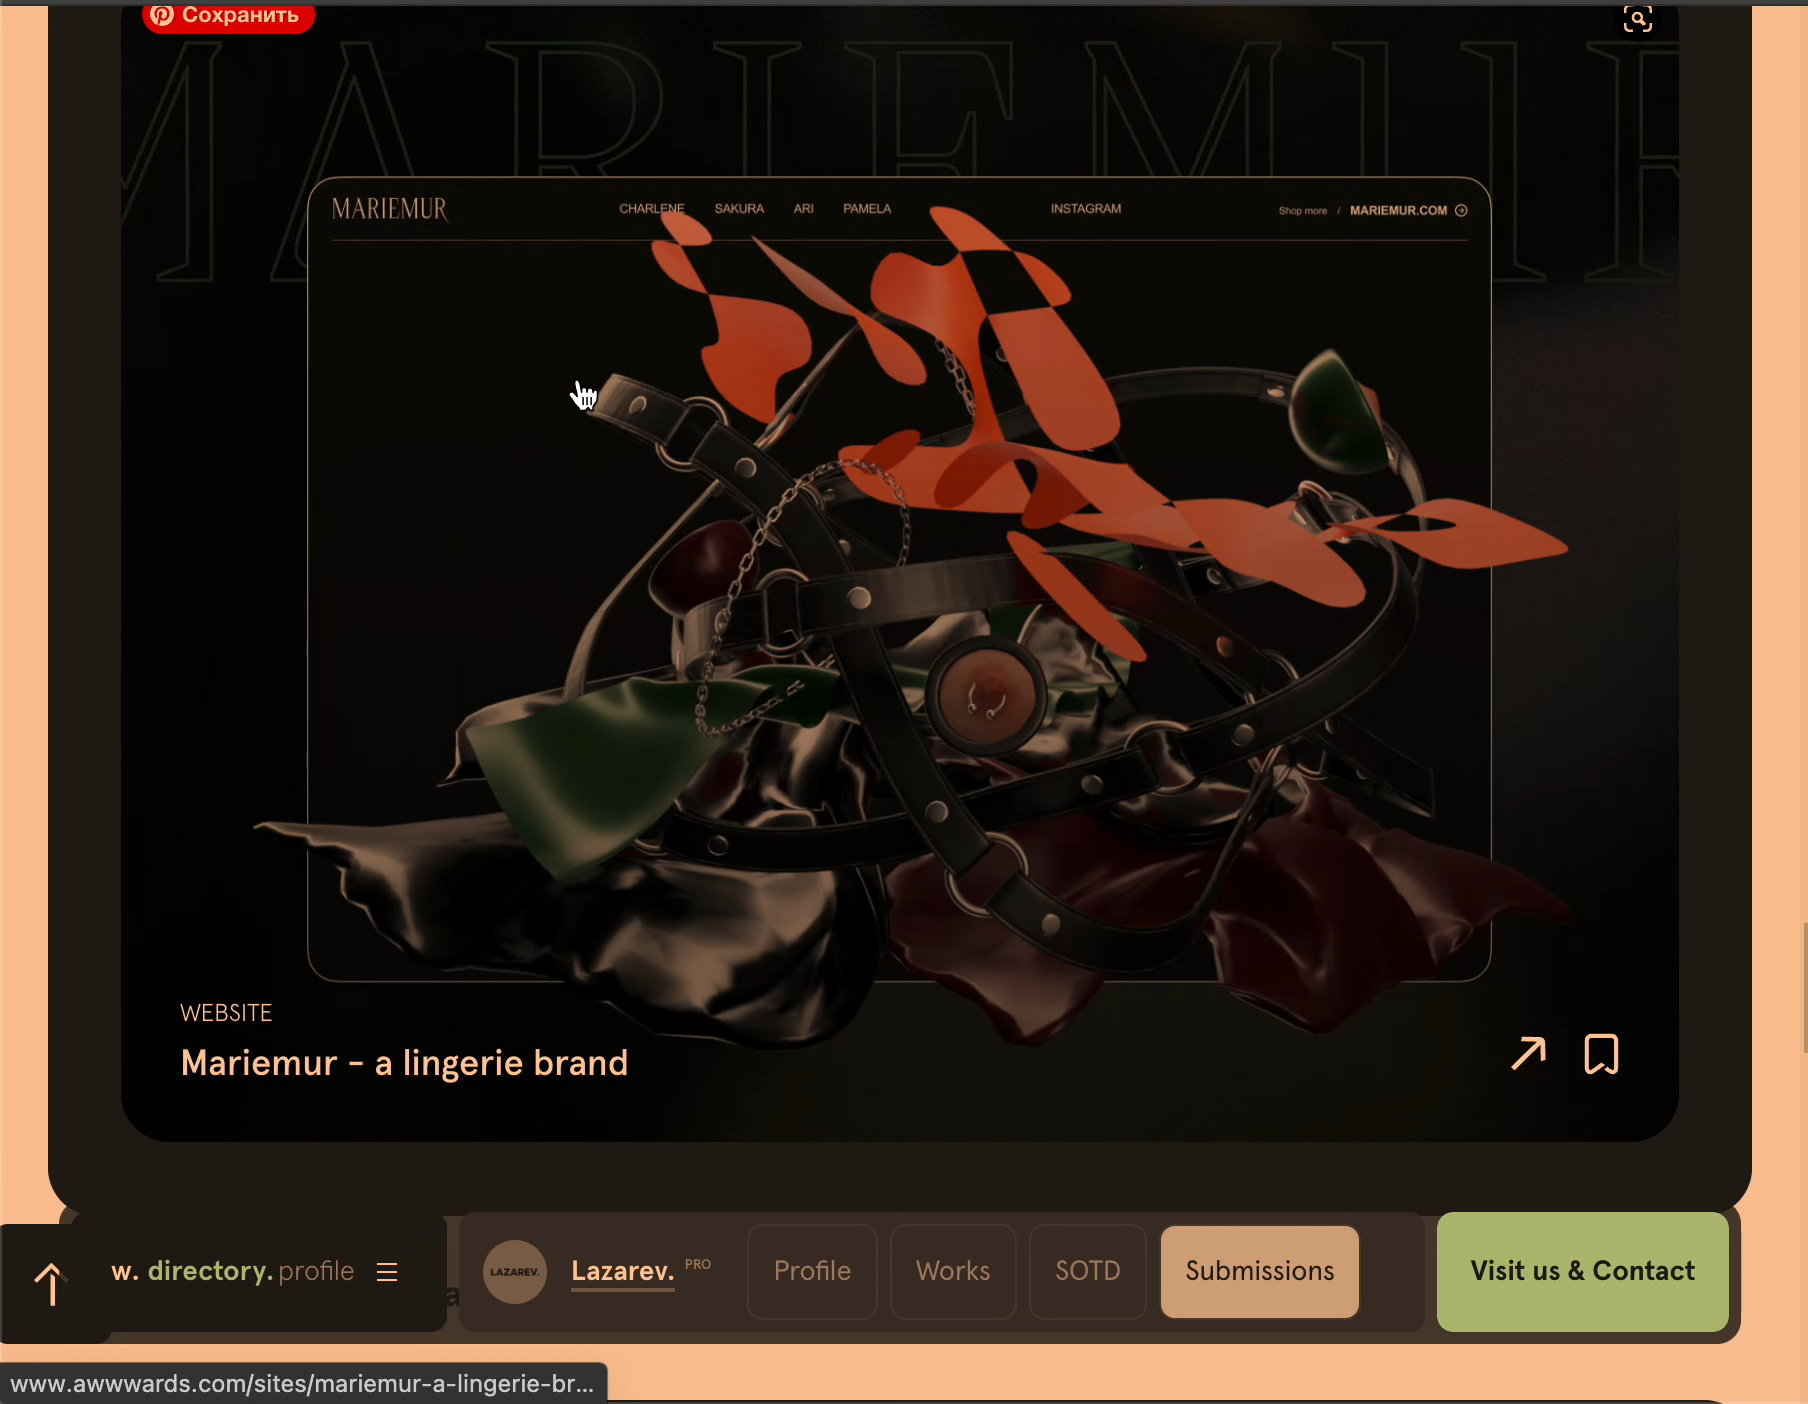 Сохранить
MARIEMUR
MARIEMUR
CHARLENE SAKURA ARI PAMELA INSTAGRAM Shop more / MARIEMUR.COM
WEBSITE
Mariemur - a lingerie brand
w. directory. profile
LAZAREV.
Lazarev. PRO
Profile
Works
SOTD
Submissions
Visit us & Contact
www.awwwards.com/sites/mariemur-a-lingerie-br...